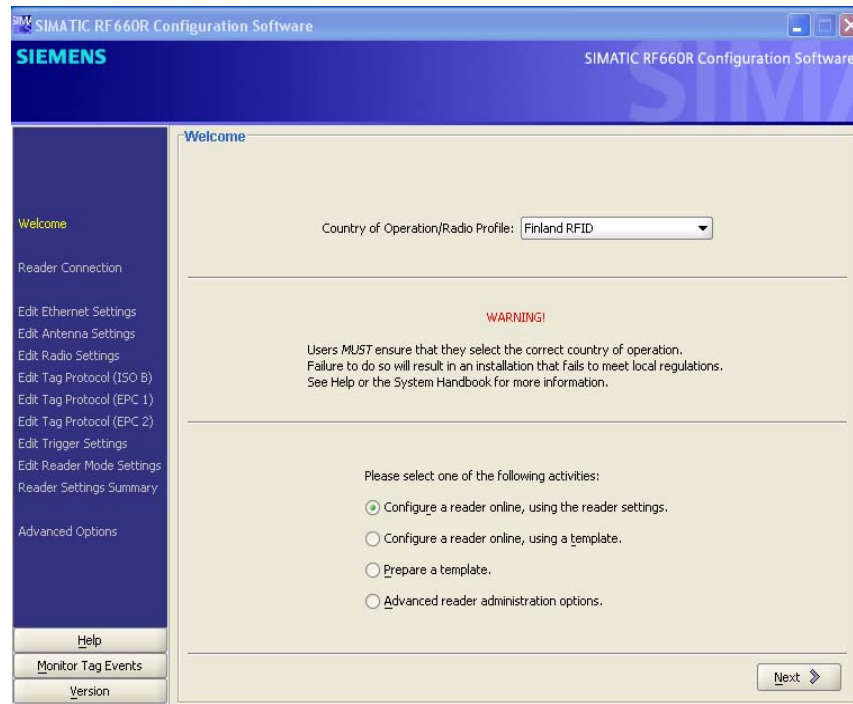 SIMATIC RF660R Configuration Software
SIEMENS
SIMATIC RF660R Configuration Software
Welcome
Reader Connection
Edit Ethernet Settings
Edit Antenna Settings
Edit Radio Settings
Edit Tag Protocol (ISO B)
Edit Tag Protocol (EPC 1)
Edit Tag Protocol (EPC 2)
Edit Trigger Settings
Edit Reader Mode Settings
Reader Settings Summary
Advanced Options
Help
Monitor Tag Events
Version
Welcome
Country of Operation/Radio Profile: Finland RFID
WARNING!
Users MUST ensure that they select the correct country of operation.
Failure to do so will result in an installation that fails to meet local regulations.
See Help or the System Handbook for more information.
Please select one of the following activities:
Configure a reader online, using the reader settings.
Configure a reader online, using a template.
Prepare a template.
Advanced reader administration options.
Next